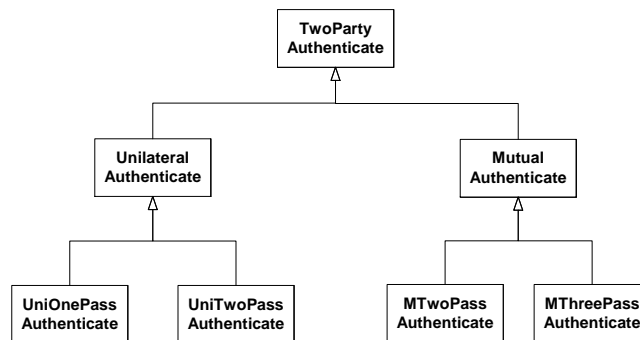 TwoParty
Authenticate
Unilateral
Authenticate
Mutual
Authenticate
UniOnePass
Authenticate
UniTwoPass
Authenticate
MTwoPass
Authenticate
MThreePass
Authenticate